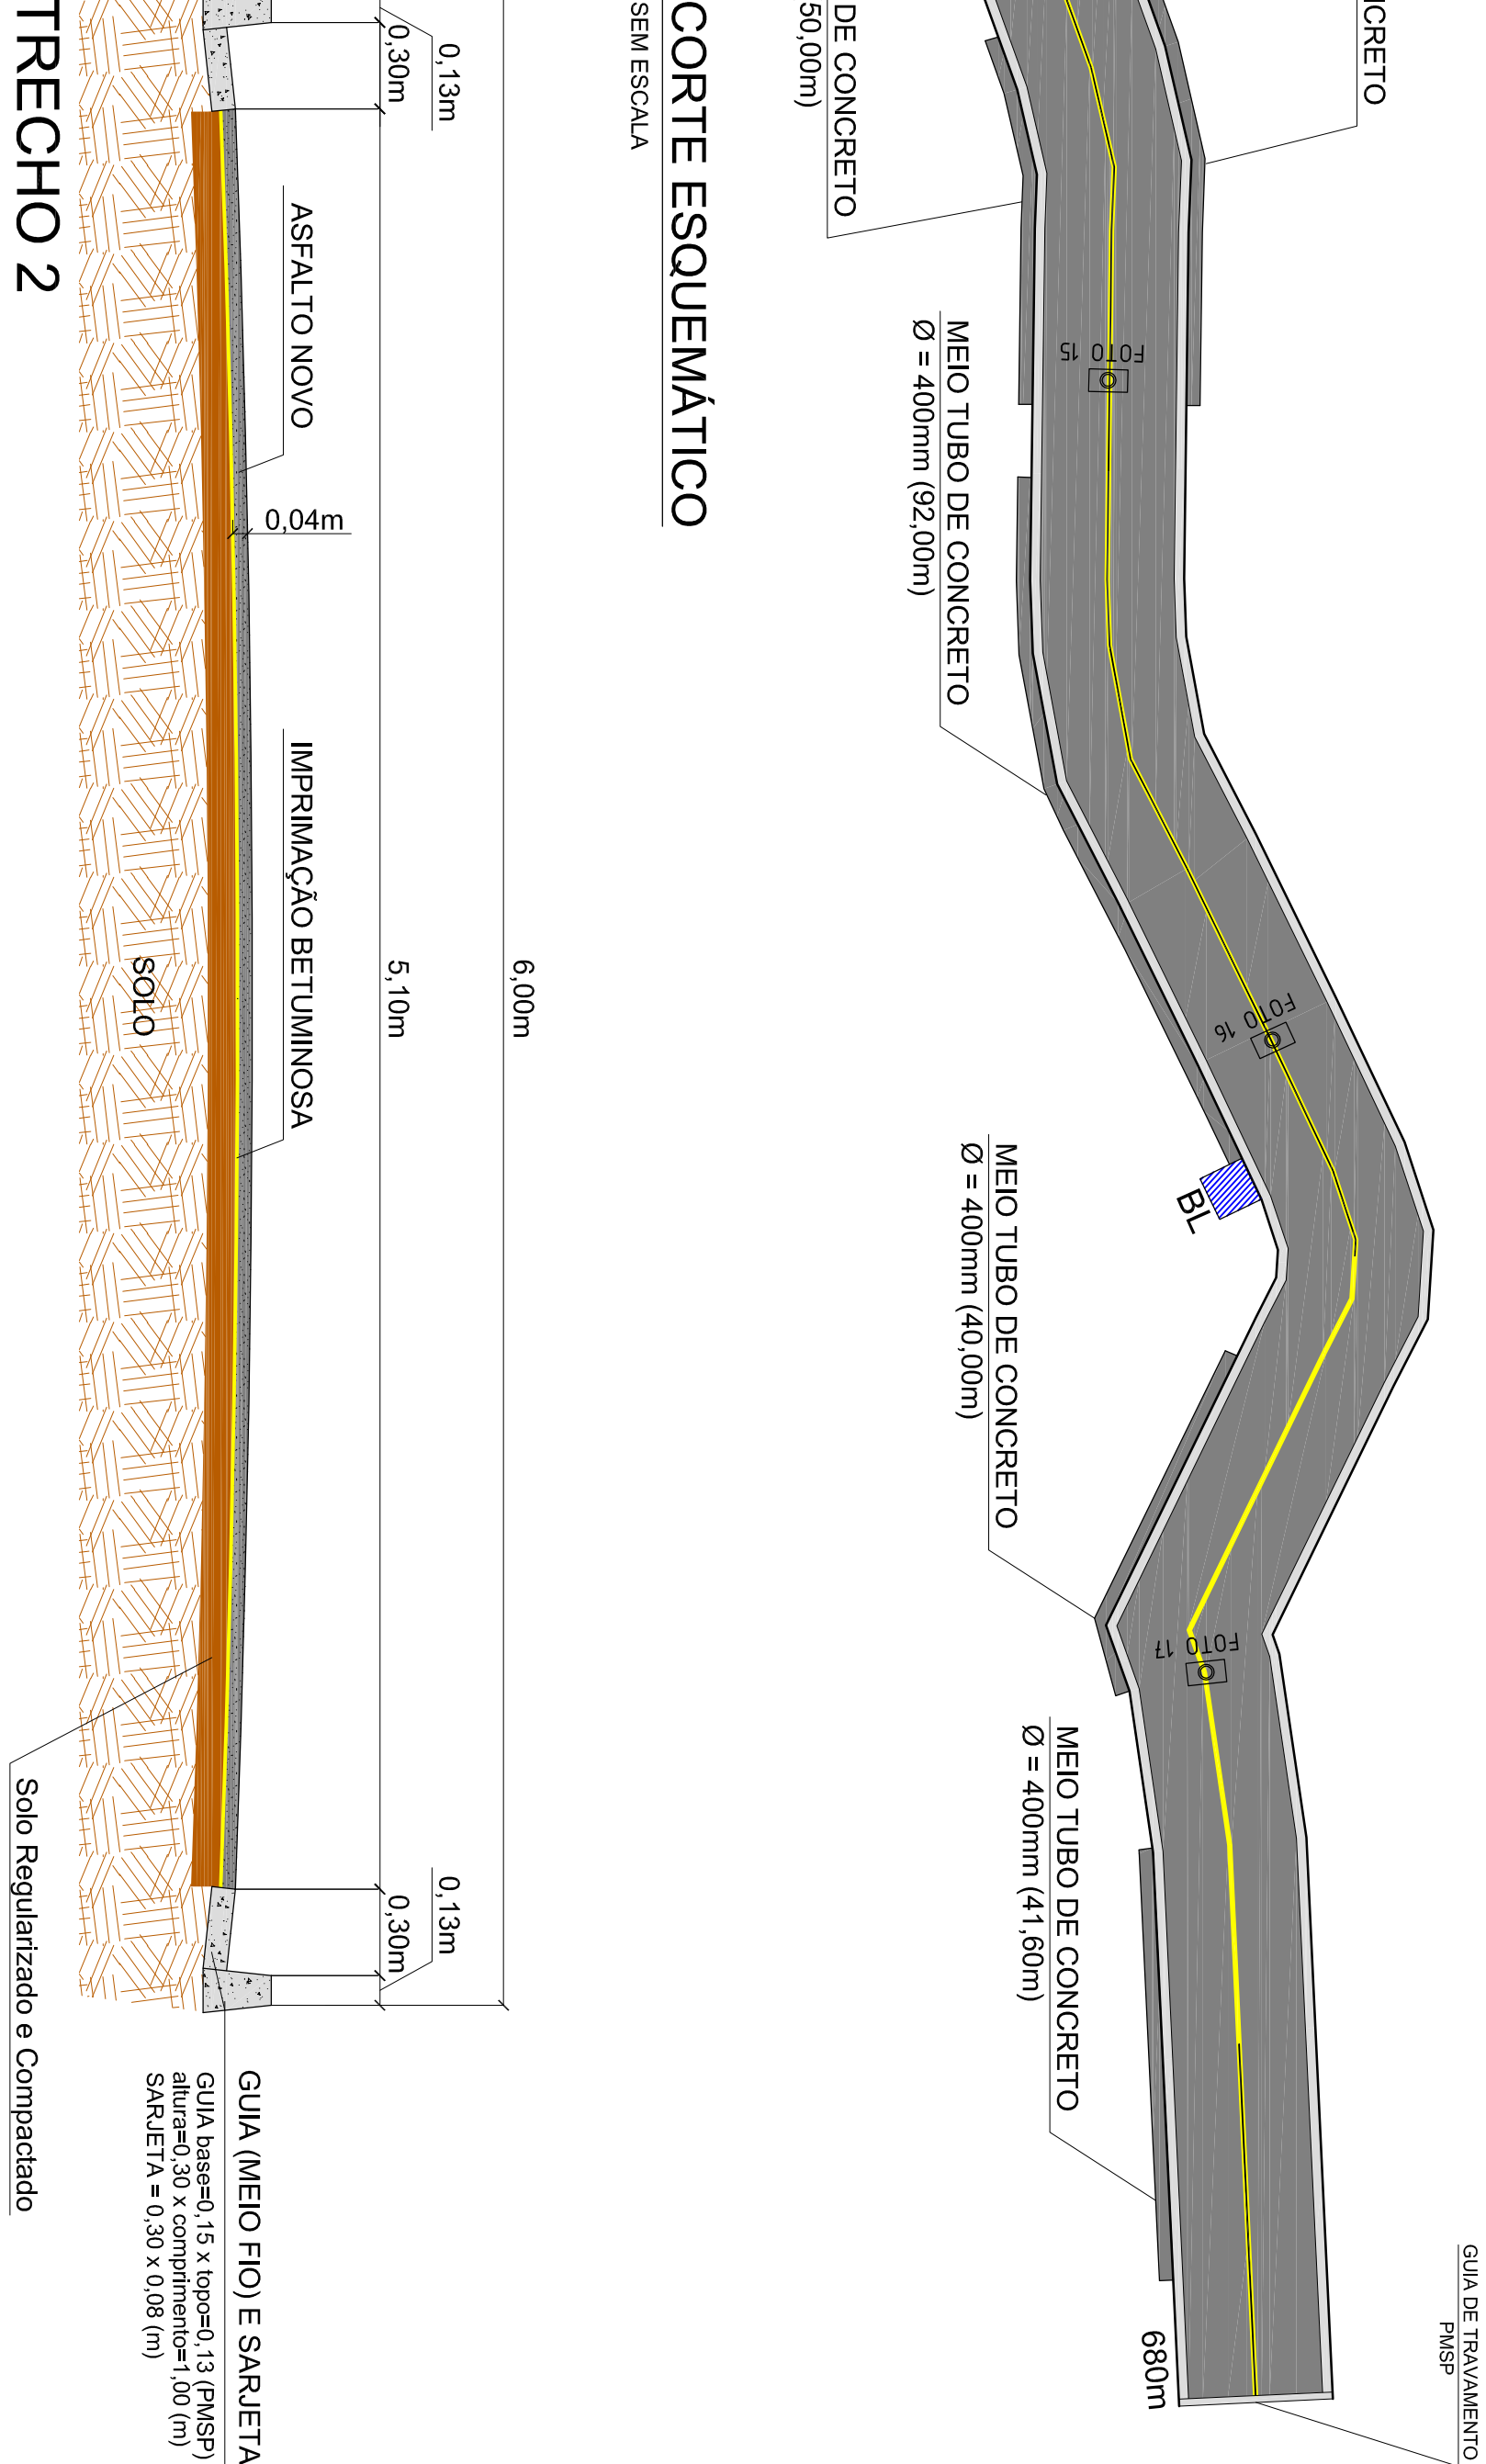 NCRETO
DE CONCRETO
50,00m)
FOTO 15
MEIO TUBO DE CONCRETO
Ø = 400mm (92,00m)
FOTO 16
BL
MEIO TUBO DE CONCRETO
Ø = 400mm (40,00m)
FOTO 17
MEIO TUBO DE CONCRETO
Ø = 400mm (41,60m)
680m
GUIA DE TRAVAMENTO
PMSP
CORTE ESQUEMÁTICO
SEM ESCALA
6,00m
0,13m
0,30m
5,10m
0,13m
0,30m
ASFALTO NOVO
0,04m
IMPRIMAÇÃO BETUMINOSA
SOLO
GUIA (MEIO FIO) E SARJETA
GUIA base=0,15 x topo=0,13 (PMSP)
altura=0,30 x comprimento=1,00 (m)
SARJETA = 0,30 x 0,08 (m)
Solo Regularizado e Compactado
TRECHO 2